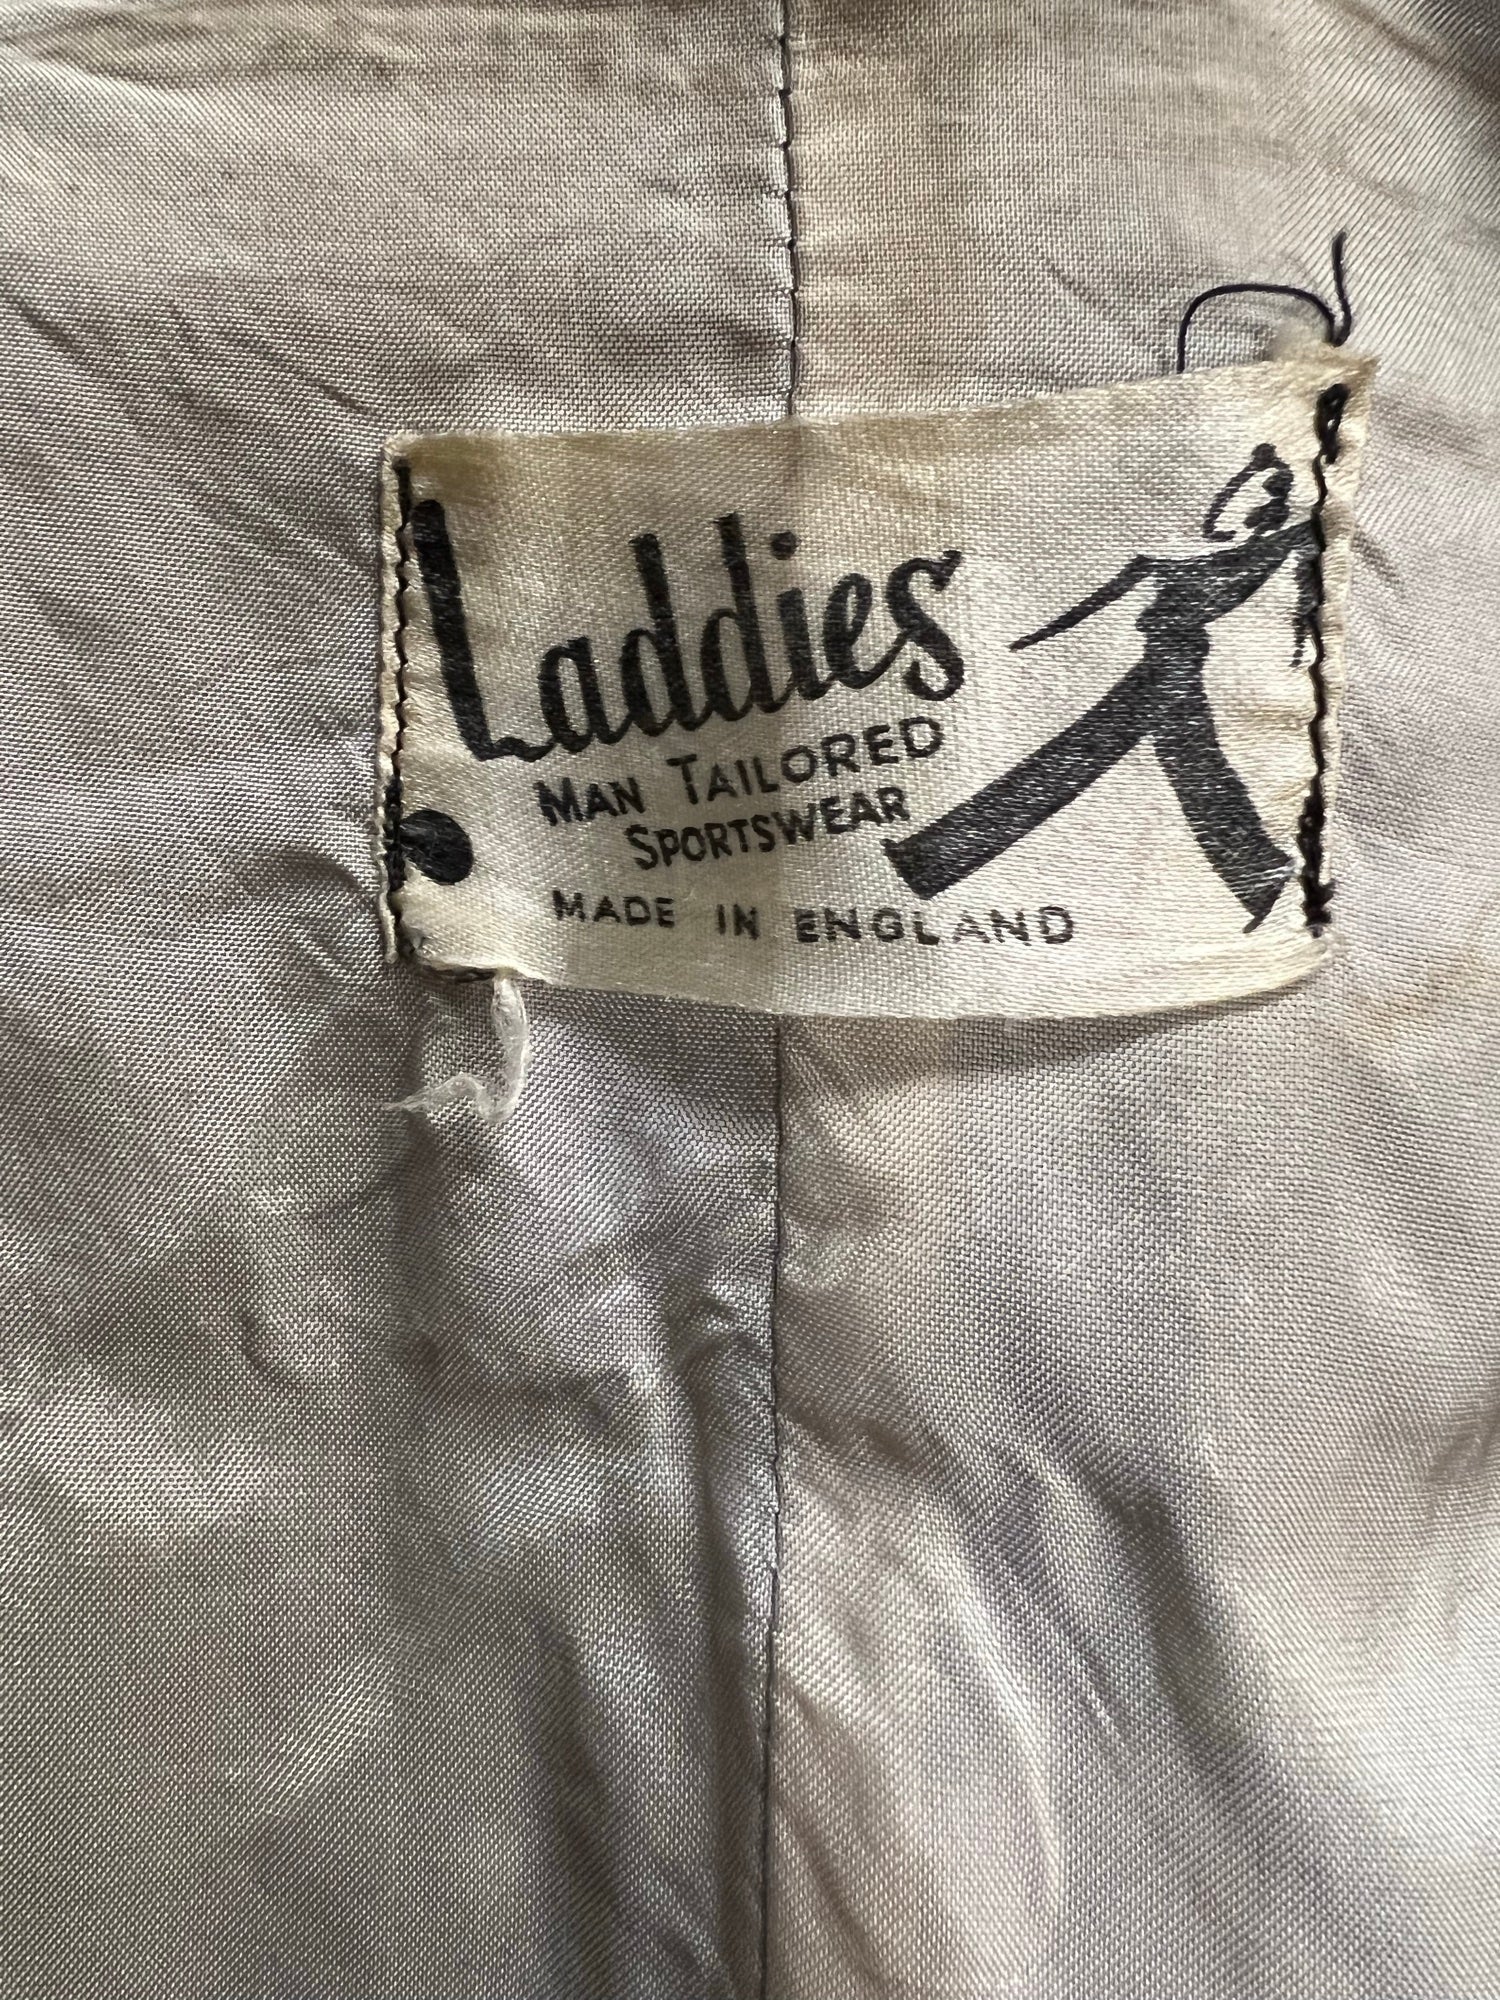 Laddies
MAN TAILORED
SPORTSWEAR
MADE IN ENGLAND